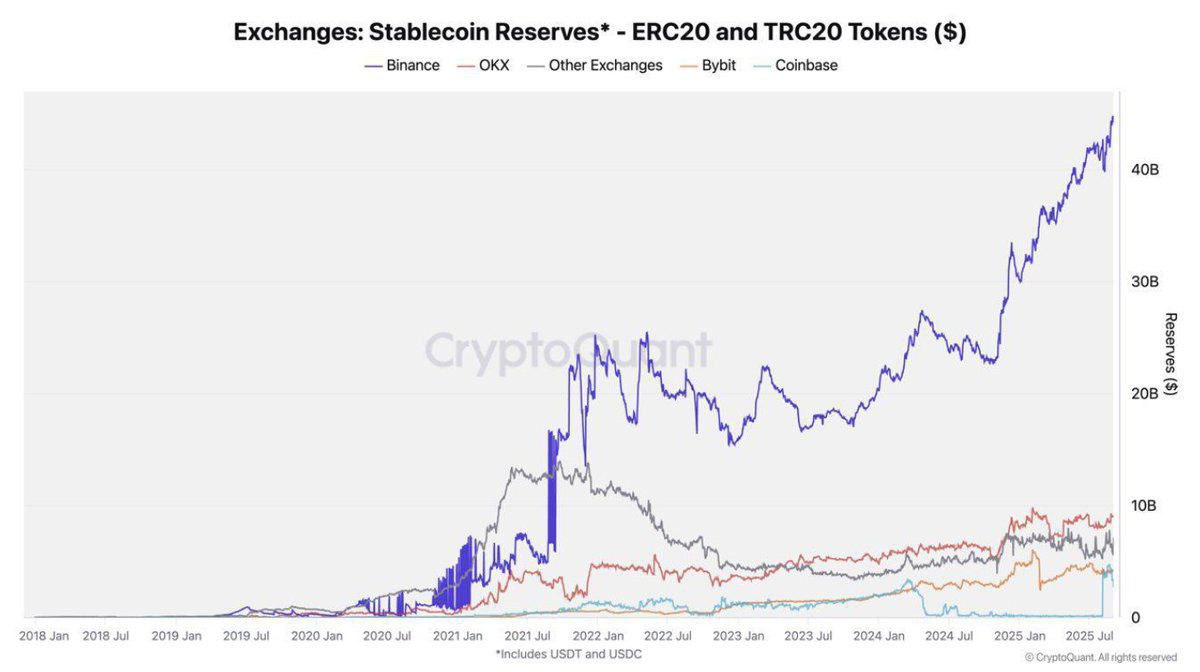 Exchanges: Stablecoin Reserves* - ERC20 and TRC20 Tokens ($)
Binance OKX Other Exchanges Bybit Coinbase
40B
30B
20B
10B
0
Reserves ($)
CryptoQuant
2018 Jan 2018 Jul 2019 Jan 2019 Jul 2020 Jan 2020 Jul 2021 Jan 2021 Jul 2022 Jan 2022 Jul 2023 Jan 2023 Jul 2024 Jan 2024 Jul 2025 Jan 2025 Jul
*Includes USDT and USDC
© CryptoQuant. All rights reserved